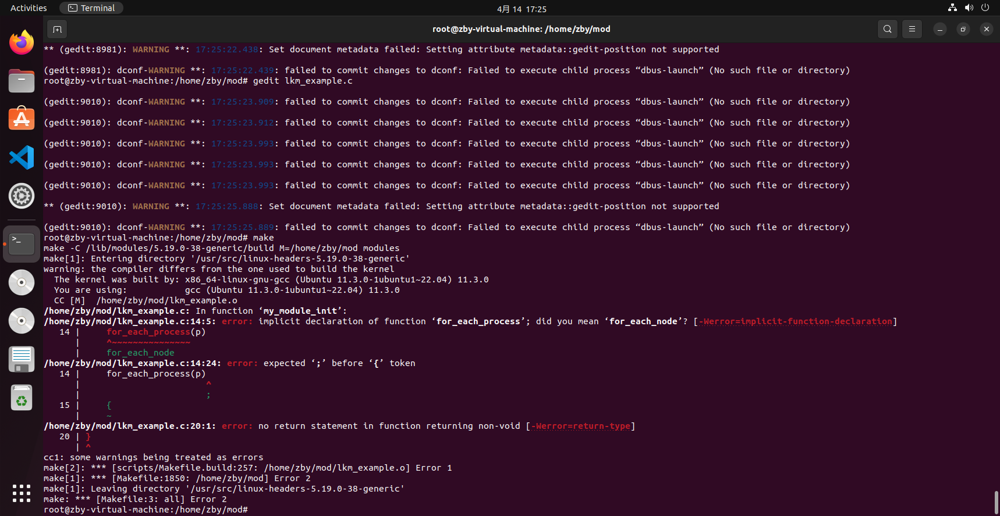 Activities
Terminal
4月 14 17:25
root@zby-virtual-machine: /home/zby/mod
** (gedit:8981): WARNING **: 17:25:22.438: Set document metadata failed: Setting attribute metadata::gedit-position not supported
(gedit:8981): dconf-WARNING **: 17:25:22.439: failed to commit changes to dconf: Failed to execute child process “dbus-launch” (No such file or directory)
root@zby-virtual-machine:/home/zby/mod# gedit lkm_example.c
(gedit:9010): dconf-WARNING **: 17:25:23.909: failed to commit changes to dconf: Failed to execute child process “dbus-launch” (No such file or directory)
(gedit:9010): dconf-WARNING **: 17:25:23.912: failed to commit changes to dconf: Failed to execute child process “dbus-launch” (No such file or directory)
(gedit:9010): dconf-WARNING **: 17:25:23.993: failed to commit changes to dconf: Failed to execute child process “dbus-launch” (No such file or directory)
(gedit:9010): dconf-WARNING **: 17:25:23.993: failed to commit changes to dconf: Failed to execute child process “dbus-launch” (No such file or directory)
(gedit:9010): dconf-WARNING **: 17:25:23.993: failed to commit changes to dconf: Failed to execute child process “dbus-launch” (No such file or directory)
** (gedit:9010): WARNING **: 17:25:25.888: Set document metadata failed: Setting attribute metadata::gedit-position not supported
(gedit:9010): dconf-WARNING **: 17:25:25.889: failed to commit changes to dconf: Failed to execute child process “dbus-launch” (No such file or directory)
root@zby-virtual-machine:/home/zby/mod# make
make -C /lib/modules/5.19.0-38-generic/build M=/home/zby/mod modules
make[1]: Entering directory '/usr/src/linux-headers-5.19.0-38-generic'
warning: the compiler differs from the one used to build the kernel
  The kernel was built by: x86_64-linux-gnu-gcc (Ubuntu 11.3.0-1ubuntu1~22.04) 11.3.0
  You are using:           gcc (Ubuntu 11.3.0-1ubuntu1~22.04) 11.3.0
  CC [M]  /home/zby/mod/lkm_example.o
/home/zby/mod/lkm_example.c: In function ‘my_module_init’:
/home/zby/mod/lkm_example.c:14:5: error: implicit declaration of function ‘for_each_process’; did you mean ‘for_each_node’? [-Werror=implicit-function-declaration]
   14 |     for_each_process(p)
      |     ^~~~~~~~~~~~~~~~
      |     for_each_node
/home/zby/mod/lkm_example.c:14:24: error: expected ‘;’ before ‘{’ token
   14 |     for_each_process(p)
      |                        ^
      |                        ;
   15 |     {
      |     ~
/home/zby/mod/lkm_example.c:20:1: error: no return statement in function returning non-void [-Werror=return-type]
   20 | }
      | ^
cc1: some warnings being treated as errors
make[2]: *** [scripts/Makefile.build:257: /home/zby/mod/lkm_example.o] Error 1
make[1]: *** [Makefile:1850: /home/zby/mod] Error 2
make[1]: Leaving directory '/usr/src/linux-headers-5.19.0-38-generic'
make: *** [Makefile:3: all] Error 2
root@zby-virtual-machine:/home/zby/mod#